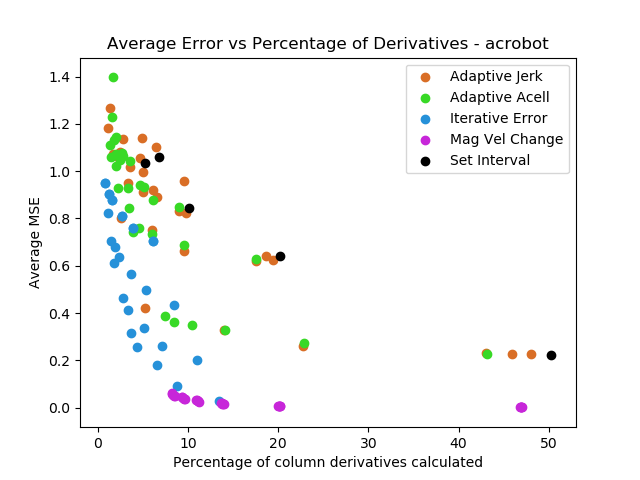 Average Error vs Percentage of Derivatives - acrobot
Adaptive Jerk
Adaptive Acell
Iterative Error
Mag Vel Change
Set Interval
Average MSE
1.4
1.2
1.0
0.8
0.6
0.4
0.2
0.0
0 10 20 30 40 50
Percentage of column derivatives calculated